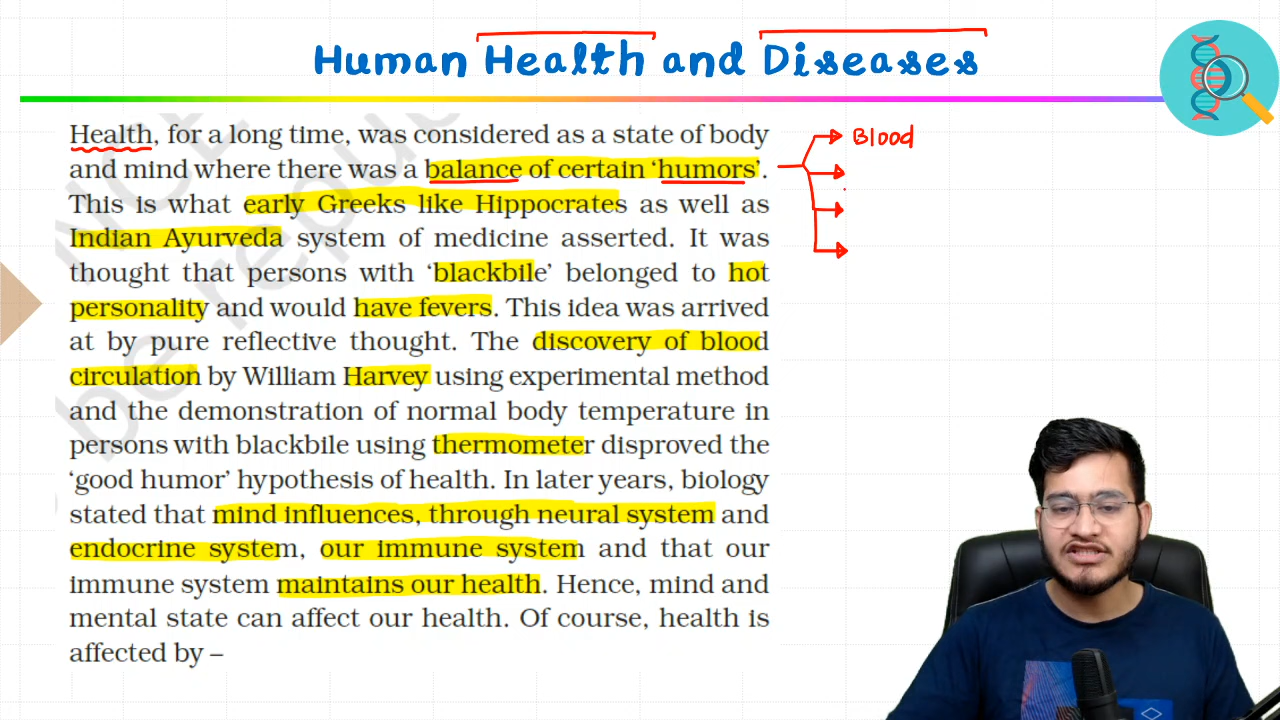 Human Health and Diseases
Health, for a long time, was considered as a state of body
and mind where there was a balance of certain ‘humors’.
This is what early Greeks like Hippocrates as well as
Indian Ayurveda system of medicine asserted. It was
thought that persons with ‘blackbile’ belonged to hot
personality and would have fevers. This idea was arrived
at by pure reflective thought. The discovery of blood
circulation by William Harvey using experimental method
and the demonstration of normal body temperature in
persons with blackbile using thermometer disproved the
‘good humor’ hypothesis of health. In later years, biology
stated that mind influences, through neural system and
endocrine system, our immune system and that our
immune system maintains our health. Hence, mind and
mental state can affect our health. Of course, health is
affected by –
Blood